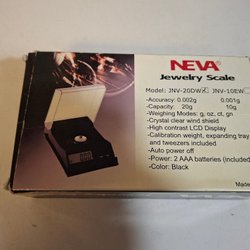 NEVA®
Jewelry Scale
Model: JNV-20DW☑ JNV-10EW
-Accuracy: 0.002g 0.001g
-Capacity: 20g 10g
-Weighing Modes: g, oz, ct, gn
-Crystal clear wind shield
-High contrast LCD Display
-Calibration weight, expanding tray
and tweezers included
-Auto power off
-Power: 2 AAA batteries (included)
-Color: Black
Made